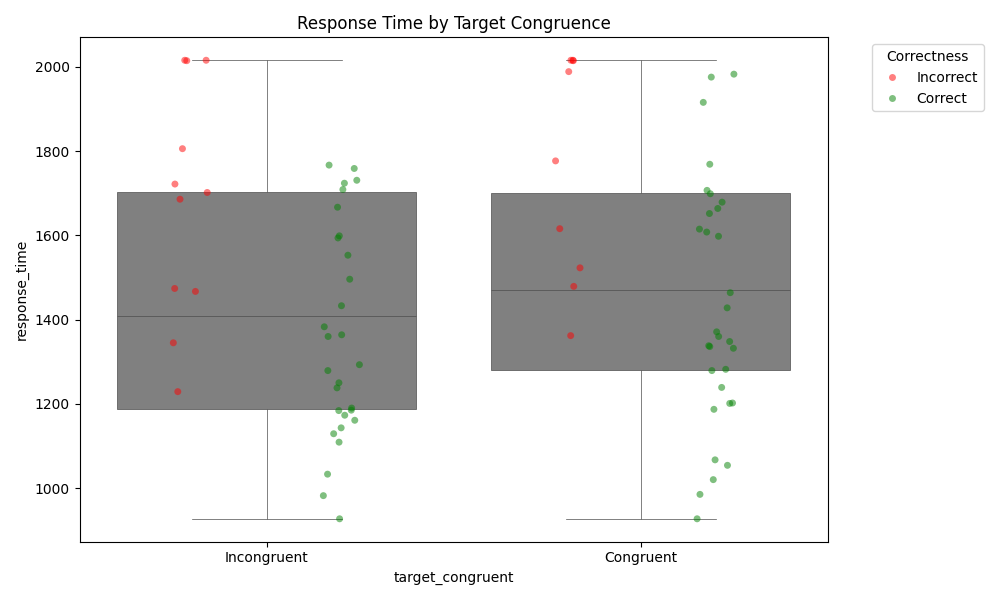 Response Time by Target Congruence
Correctness
Incorrect
Correct
response_time
2000
1800
1600
1400
1200
1000
Incongruent
Congruent
target_congruent